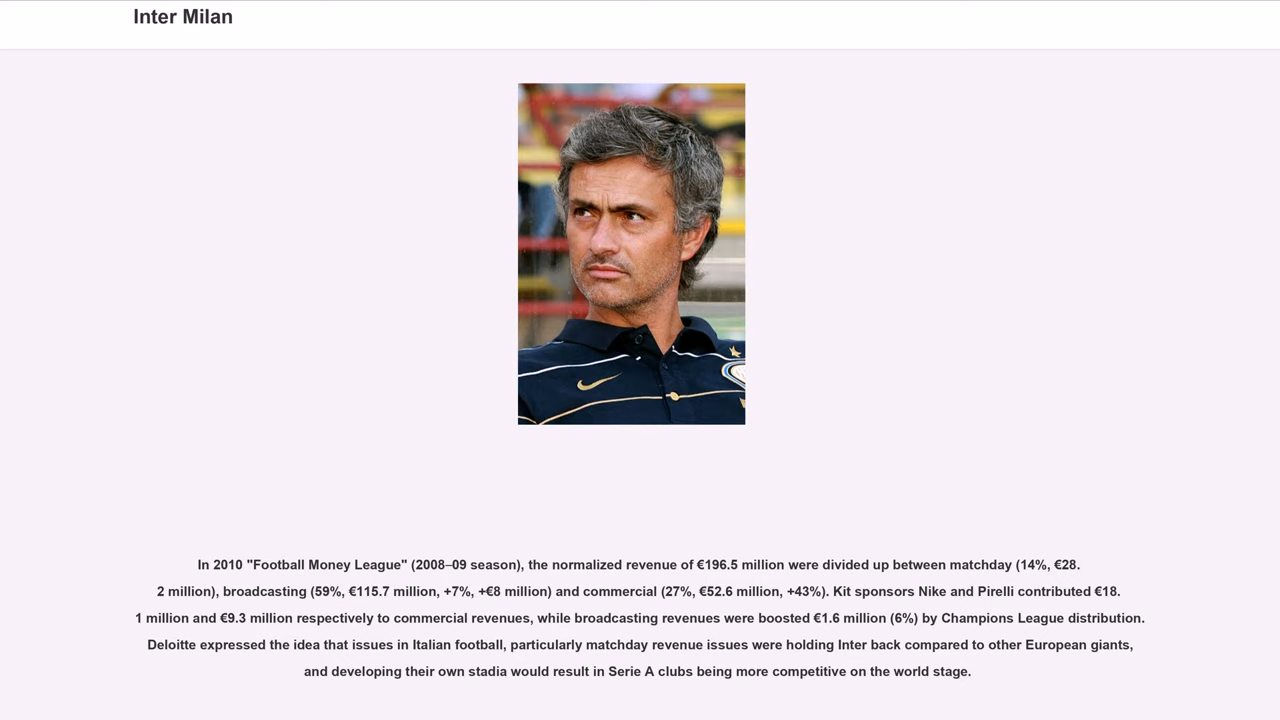 Inter Milan
In 2010 "Football Money League" (2008–09 season), the normalized revenue of €196.5 million were divided up between matchday (14%, €28.
2 million), broadcasting (59%, €115.7 million, +7%, +€8 million) and commercial (27%, €52.6 million, +43%). Kit sponsors Nike and Pirelli contributed €18.
1 million and €9.3 million respectively to commercial revenues, while broadcasting revenues were boosted €1.6 million (6%) by Champions League distribution.
Deloitte expressed the idea that issues in Italian football, particularly matchday revenue issues were holding Inter back compared to other European giants,
and developing their own stadia would result in Serie A clubs being more competitive on the world stage.